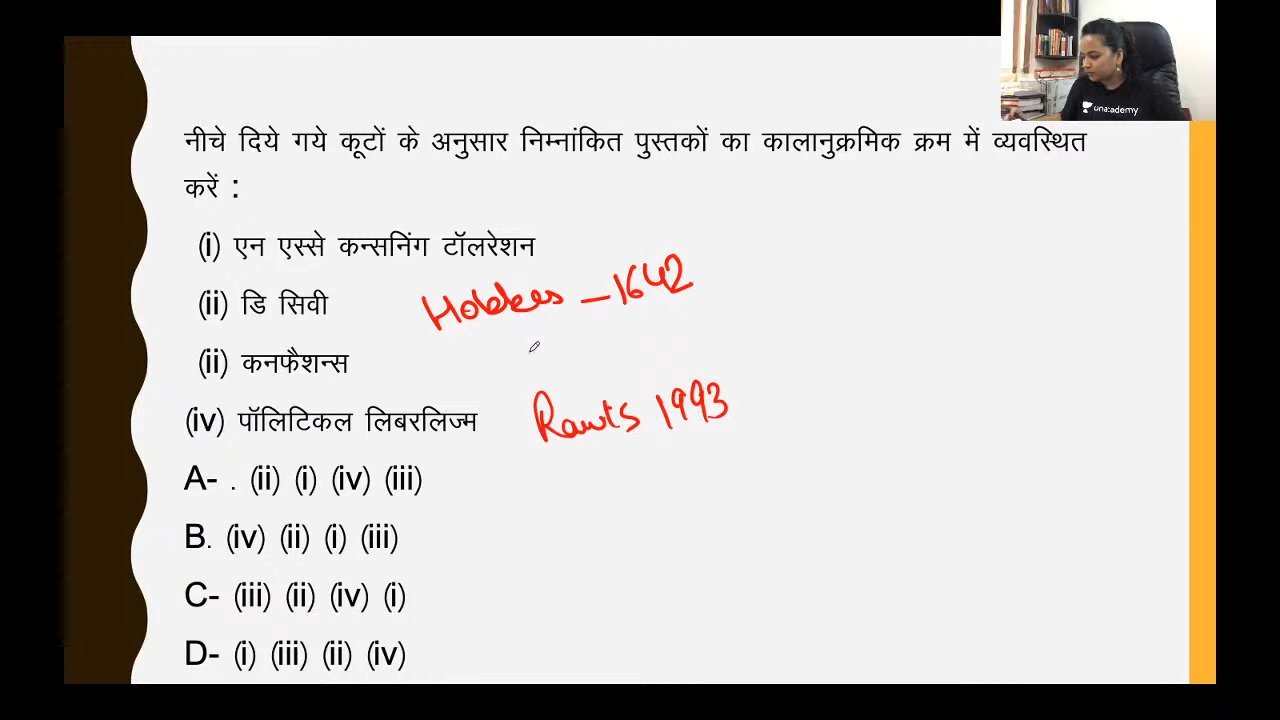 unacademy
नीचे दिये गये कूटों के अनुसार निम्नांकित पुस्तकों का कालानुक्रमिक क्रम में व्यवस्थित
करें :
(i) एन एस्से कन्सनिंग टॉलरेशन
(ii) डि सिवी Hobbes – 1642
(ii) कनफैशन्स
(iv) पॉलिटिकल लिबरलिज्म Rawls 1993
A- . (ii) (i) (iv) (iii)
B. (iv) (ii) (i) (iii)
C- (iii) (ii) (iv) (i)
D- (i) (iii) (ii) (iv)